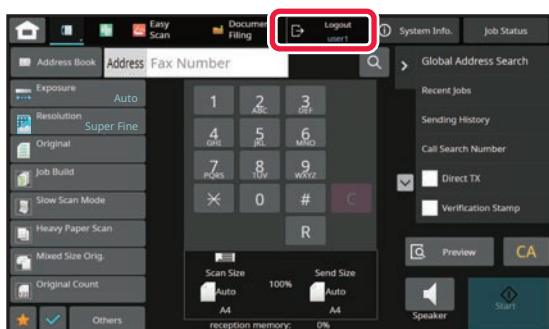 Easy
Scan
Documen
Filing
Logout
user1
System Info.
Job Status
Address Book
Address
Fax Number
Global Address Search
Exposure
Auto
Resolution
Super Fine
Original
Job Build
Slow Scan Mode
Heavy Paper Scan
Mixed Size Orig.
Original Count
Others
1
2
ABC
3
DEF
4
GHI
5
JKL
6
MNO
7
PQRS
8
TUV
9
WXYZ
0
#
C
R
Recent Jobs
Sending History
Call Search Number
Direct TX
Verification Stamp
Preview
CA
Scan Size
Auto
A4
100%
Send Size
Auto
A4
reception memory: 0%
Speaker
Start